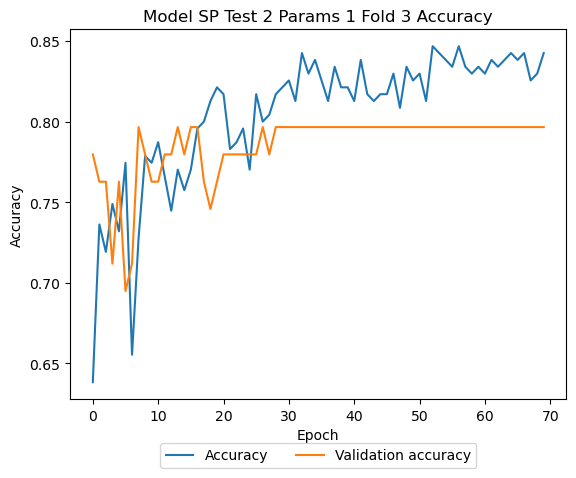 Model SP Test 2 Params 1 Fold 3 Accuracy
0.85
0.80
0.75
0.70
0.65
Accuracy
0 10 20 30 40 50 60 70
Epoch
Accuracy Validation accuracy